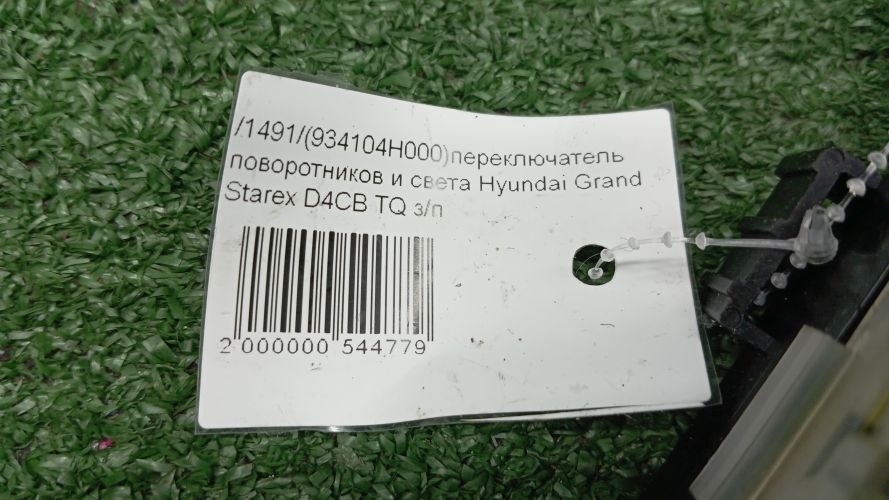 /1491/(934104H000)переключатель
поворотников и света Hyundai Grand
Starex D4CB TQ з/п
2 000000 544779